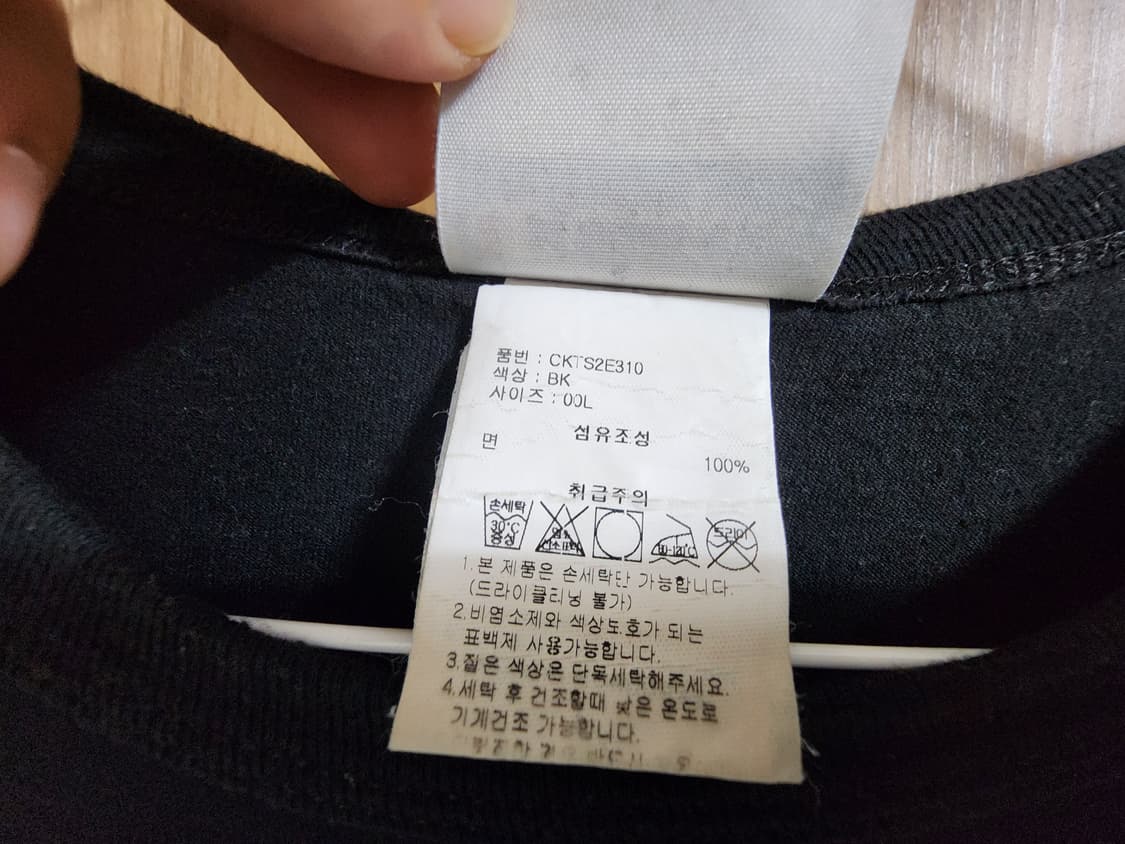 품번 : CKTS2E310
색상 : BK
사이즈 : 00L
섬유조성
면 100%
취급주의
손세탁
30°C
중성
드라이
1.본 제품은 손세탁만 가능합니다.
(드라이클리닝 불가)
2.비염소제와 색상보호가 되는
표백제 사용가능합니다.
3.짙은 색상은 단독세탁해주세요.
4.세탁 후 건조할때 낮은 온도로
기계건조 가능합니다.